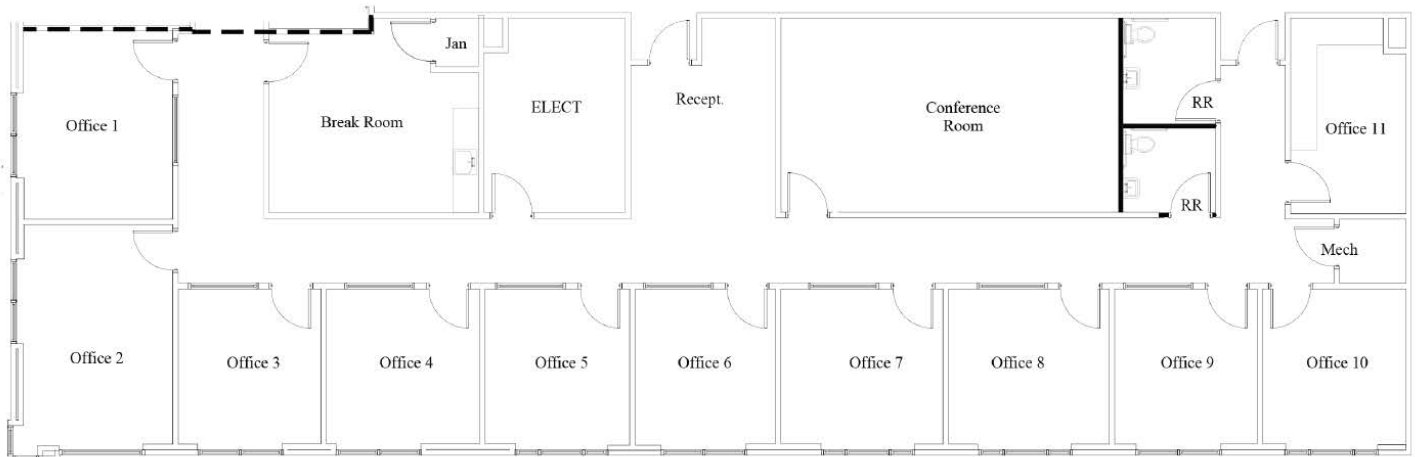 Jan
ELECT
Recept.
Conference
Room
RR
Office 1
Break Room
Office 11
RR
Mech
Office 2
Office 3
Office 4
Office 5
Office 6
Office 7
Office 8
Office 9
Office 10